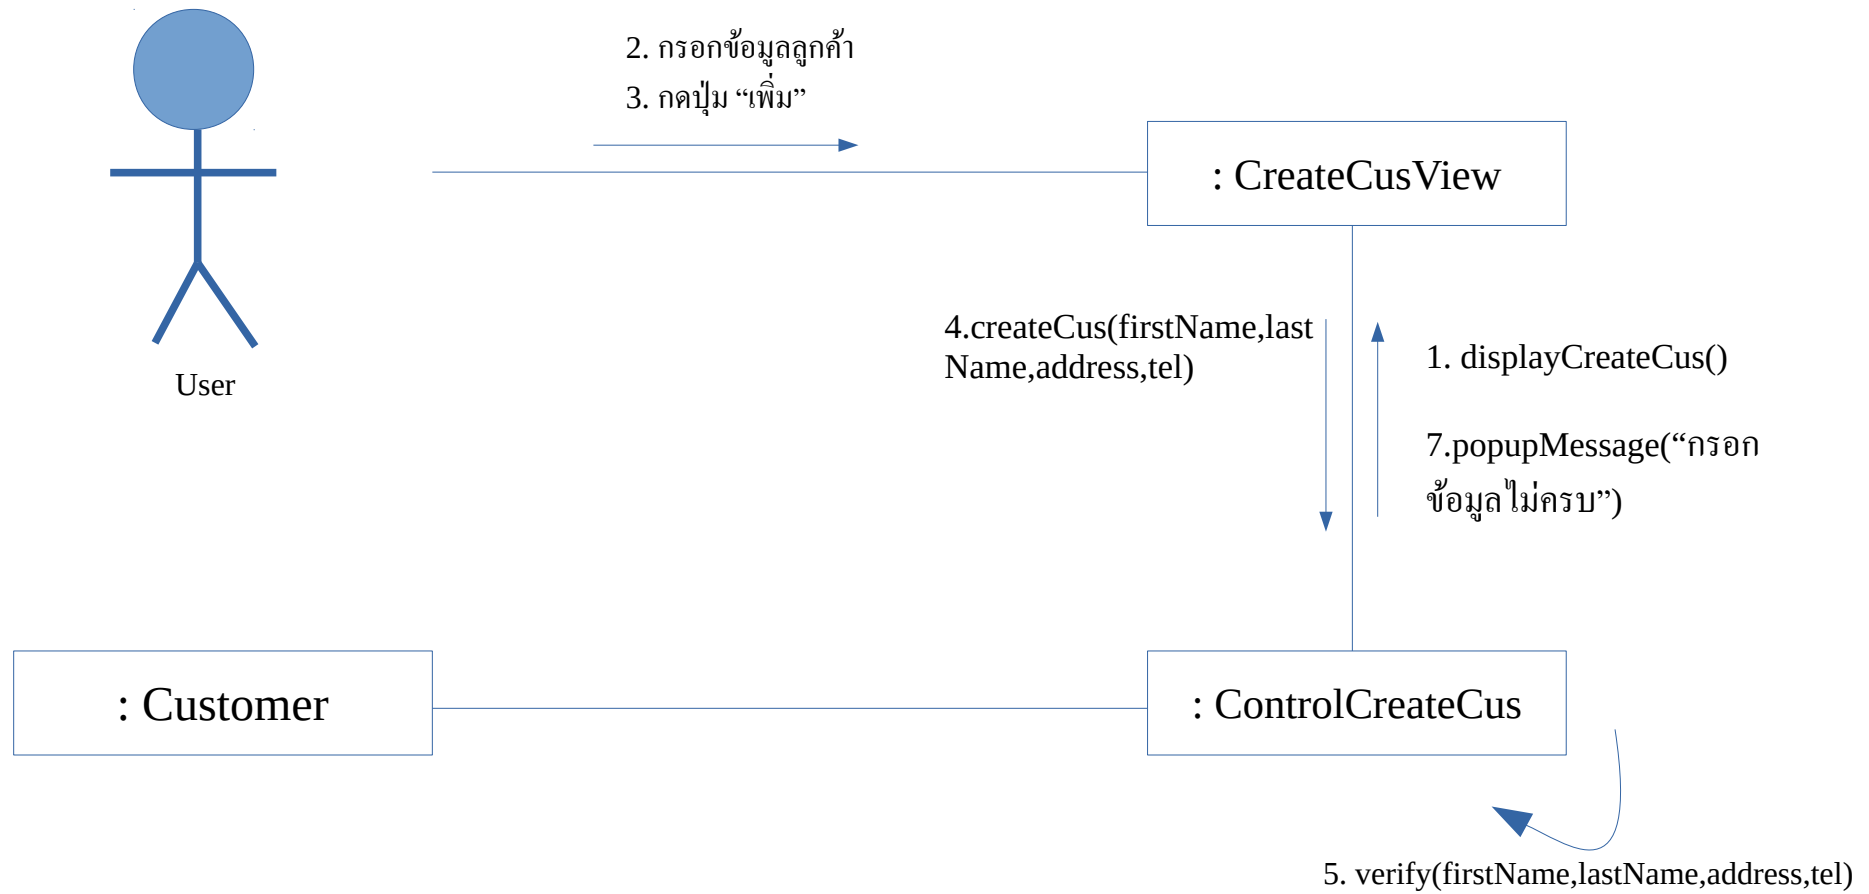 2. กรอกข้อมูลลูกค้า
3. กดปุ่ม “เพิ่ม”
: CreateCusView
4.createCus(firstName,last
Name,address,tel)
1. displayCreateCus()
User
7.popupMessage(“กรอก
ข้อมูลไม่ครบ”)
: Customer
: ControlCreateCus
5. verify(firstName,lastName,address,tel)